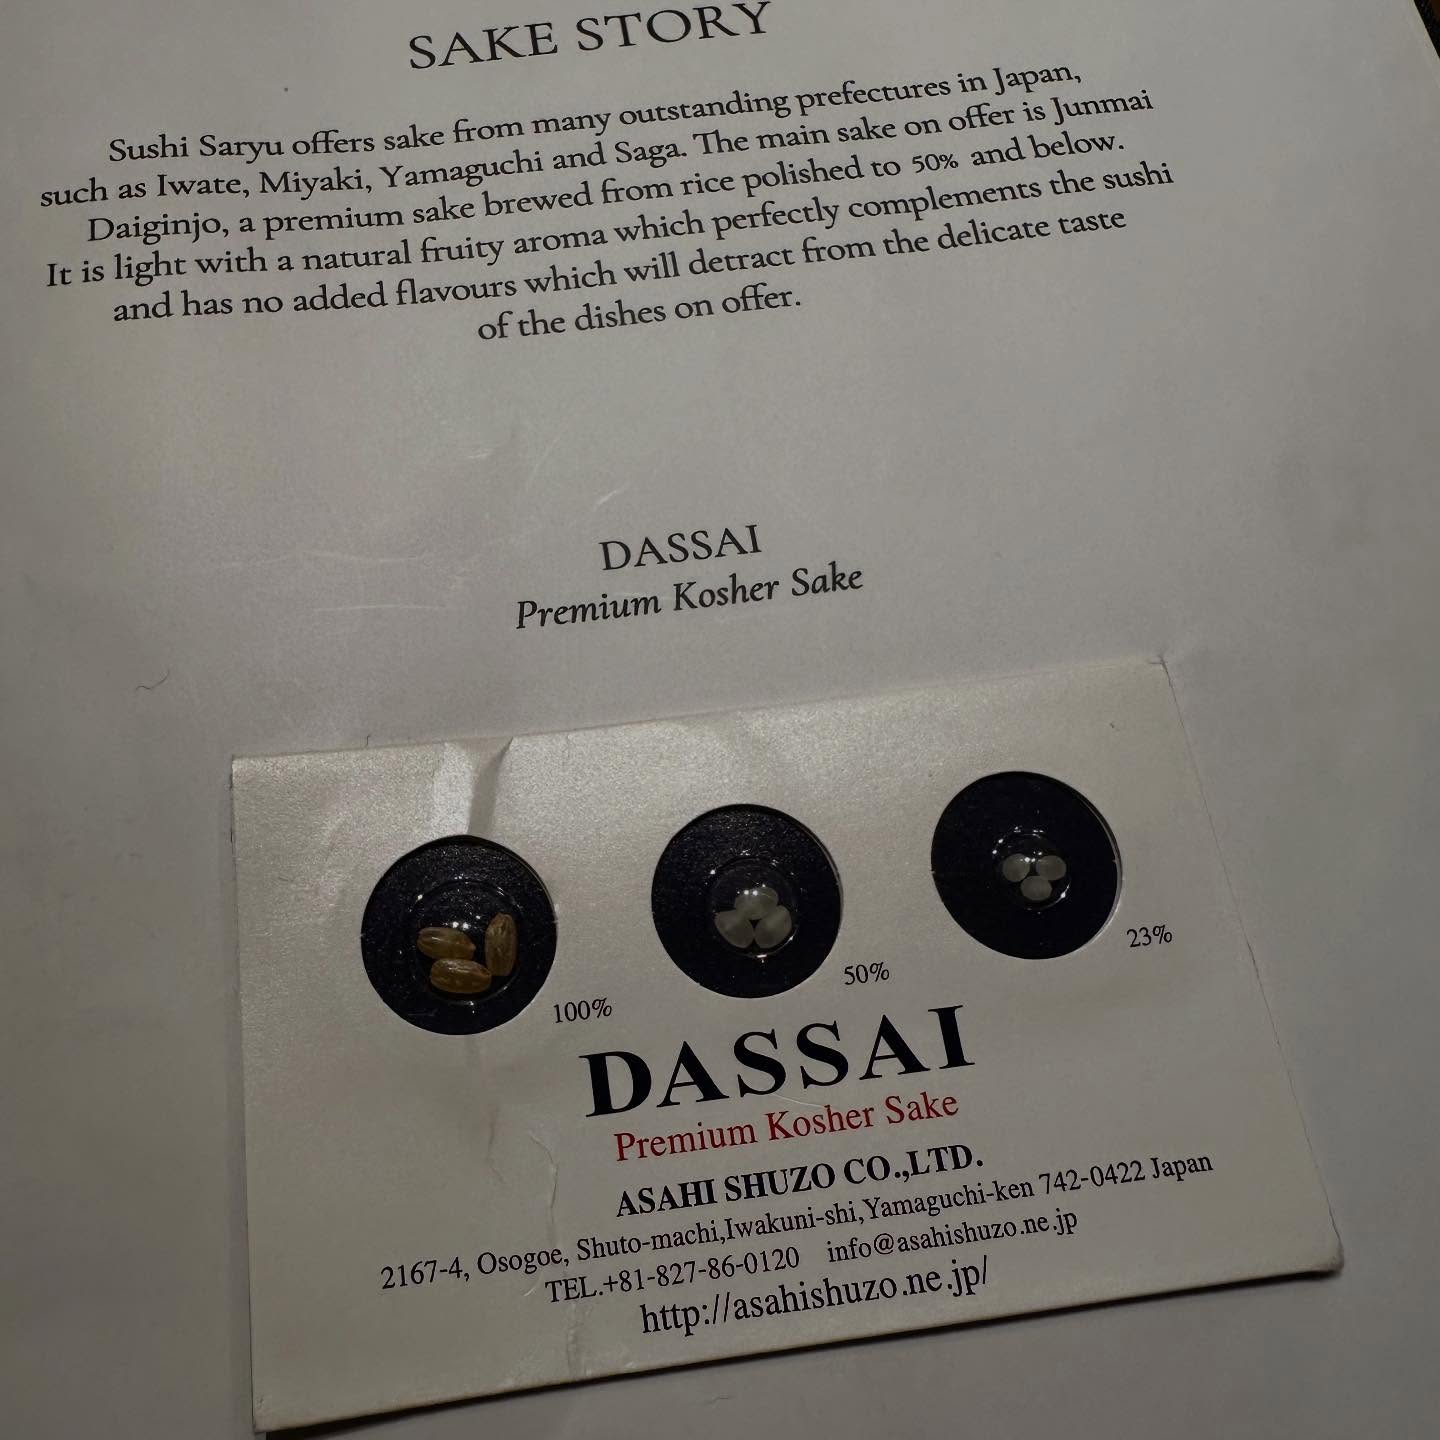 SAKE STORY
Sushi Saryu offers sake from many outstanding prefectures in Japan,
such as Iwate, Miyaki, Yamaguchi and Saga. The main sake on offer is Junmai
Daiginjo, a premium sake brewed from rice polished to 50% and below.
It is light with a natural fruity aroma which perfectly complements the sushi
and has no added flavours which will detract from the delicate taste
of the dishes on offer.
DASSAI
Premium Kosher Sake
100%
50%
23%
DASSAI
Premium Kosher Sake
ASAHI SHUZO CO.,LTD.
2167-4, Osogoe, Shuto-machi,Iwakuni-shi,Yamaguchi-ken 742-0422 Japan
TEL.+81-827-86-0120 info@asahishuzo.ne.jp
http://asahishuzo.ne.jp/